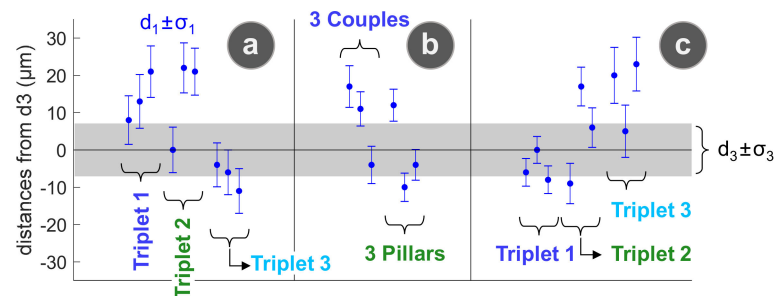 d₁±σ₁
3 Couples
a
b
c
distances from d3 (μm)
30
20
10
0
-10
-20
-30
d₃±σ₃
Triplet 1
Triplet 2
Triplet 3
3 Pillars
Triplet 1
Triplet 2
Triplet 3